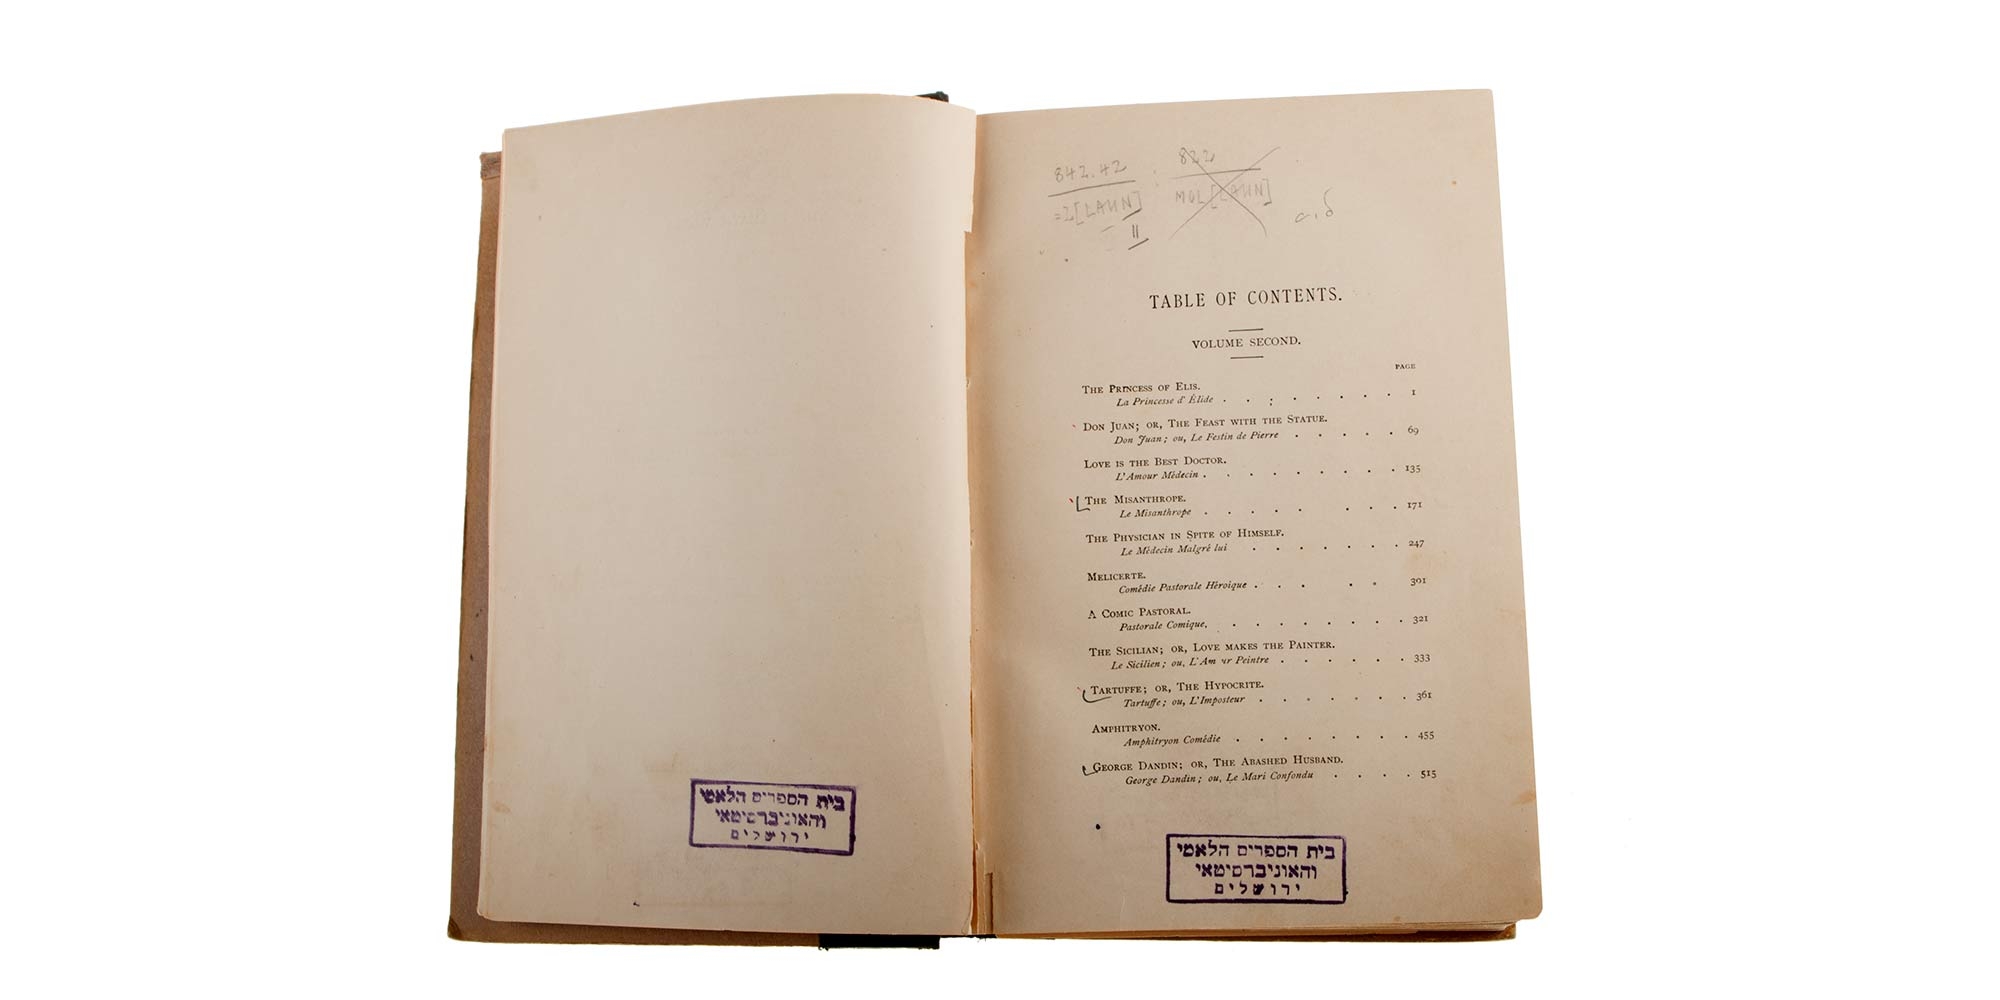 בית הספרים הלאמי
והאוניברסיטאי
ירושלים
842.42
=2[LAUN]
II
822
MOL[LAUN]
TABLE OF CONTENTS.
VOLUME SECOND.
PAGE
THE PRINCESS OF ELIS.
La Princesse d' Élide . . . . . . . . 1
DON JUAN; OR, THE FEAST WITH THE STATUE.
Don Juan; ou, Le Festin de Pierre . . . . . 69
LOVE IS THE BEST DOCTOR.
L'Amour Médecin . . . . . . . . 135
THE MISANTHROPE.
Le Misanthrope . . . . . . . . 171
THE PHYSICIAN IN SPITE OF HIMSELF.
Le Médecin Malgré lui . . . . . . . 247
MELICERTE.
Comédie Pastorale Héroique . . . . . 301
A COMIC PASTORAL.
Pastorale Comique, . . . . . . . . 321
THE SICILIAN; OR, LOVE MAKES THE PAINTER.
Le Sicilien; ou, L'Am ur Peintre . . . . . . 333
TARTUFFE; OR, THE HYPOCRITE.
Tartuffe; ou, L'Imposteur . . . . . . . 361
AMPHITRYON.
Amphitryon Comédie . . . . . . . . 455
GEORGE DANDIN; OR, THE ABASHED HUSBAND.
George Dandin; ou, Le Mari Confondu . . . . 515
בית הספרים הלאמי
והאוניברסיטאי
ירושלים